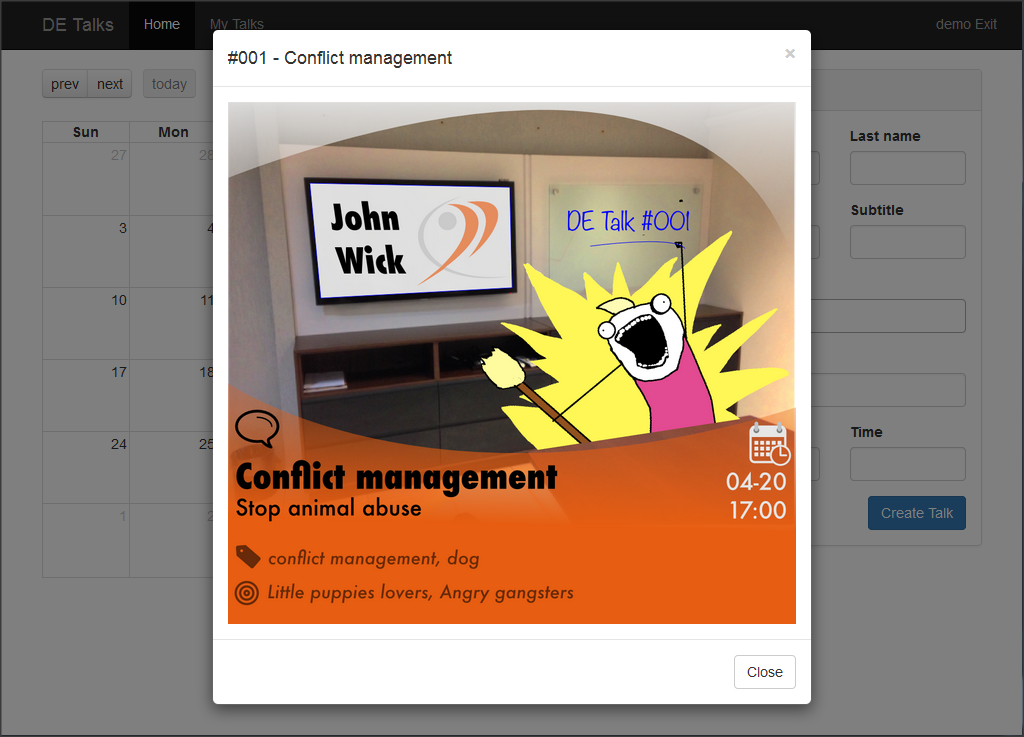 DE Talks
Home
My Talks
demo Exit
#001 - Conflict management
×
prev
next
today
Sun
Mon
27
28
3
4
10
11
17
18
24
25
1
2
Last name
Subtitle
Time
Create Talk
John
Wick
DE Talk #001
Conflict management
Stop animal abuse
04-20
17:00
conflict management, dog
Little puppies lovers, Angry gangsters
Close